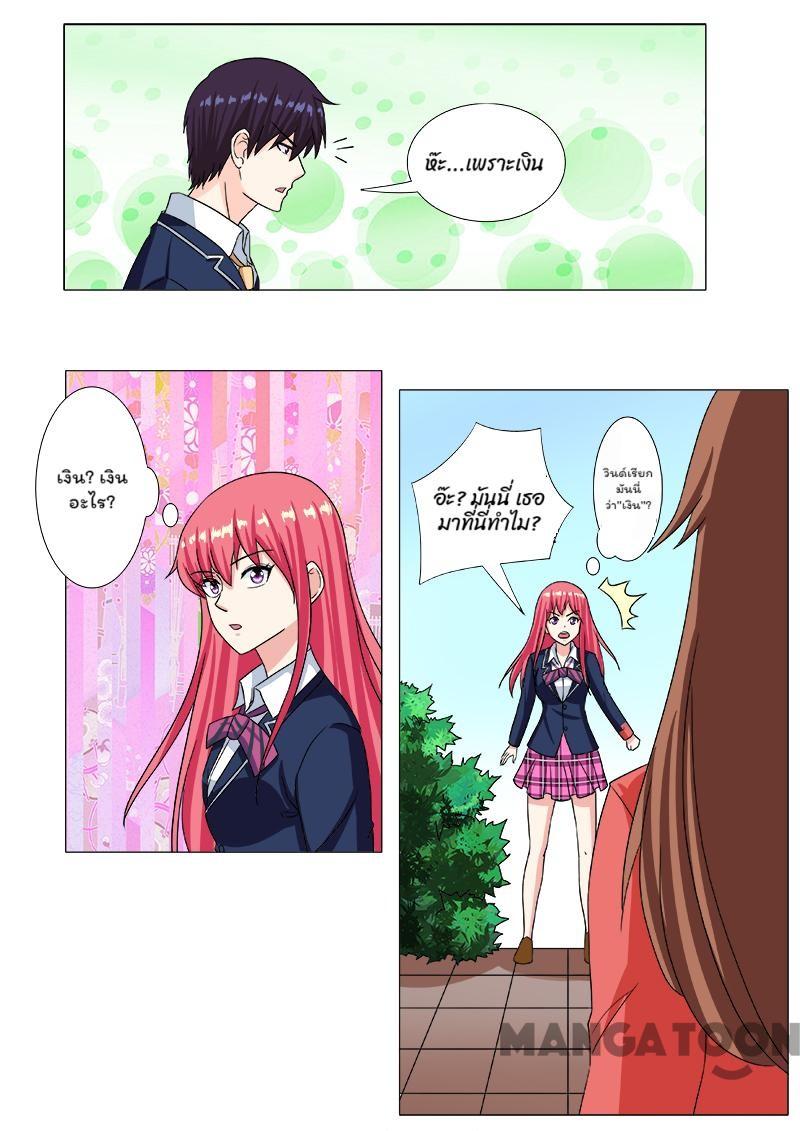 ห๊ะ...เพราะเงิน
เงิน? เงิน
อะไร?
อ๊ะ? มันนี่ เธอ
มาที่นี่ทำไม?
วินด์เรียก
มันนี่
ว่า"เงิน"?
MANGATOON